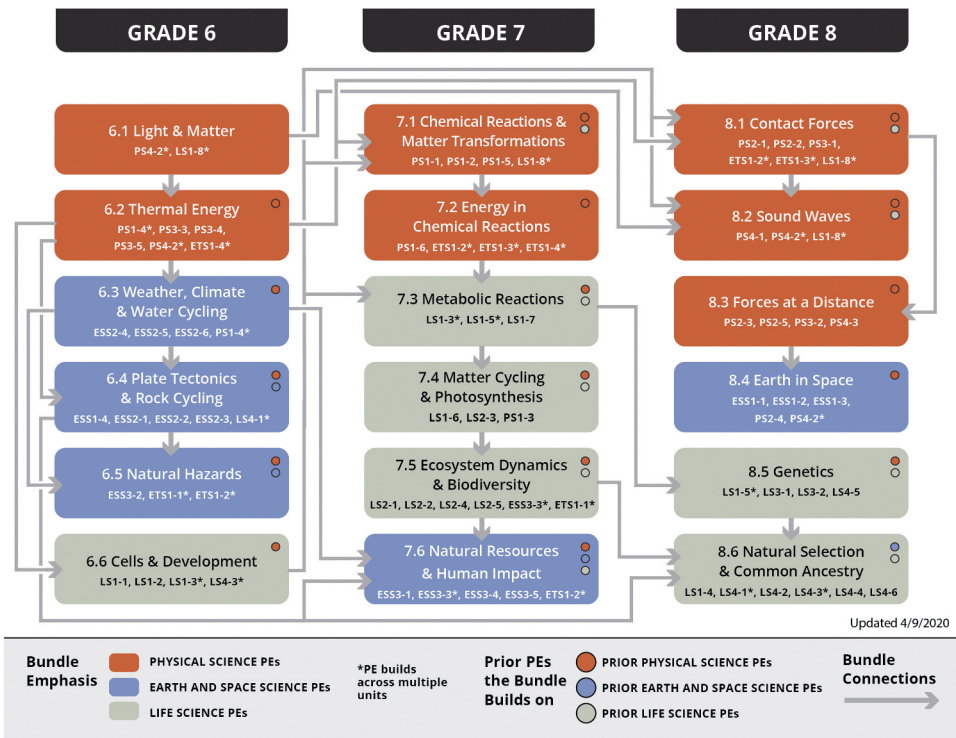 GRADE 6
GRADE 7
GRADE 8
6.1 Light & Matter
PS4-2*, LS1-8*
6.2 Thermal Energy
PS1-4*, PS3-3, PS3-4,
PS3-5, PS4-2*, ETS1-4*
6.3 Weather, Climate
& Water Cycling
ESS2-4, ESS2-5, ESS2-6, PS1-4*
6.4 Plate Tectonics
& Rock Cycling
ESS1-4, ESS2-1, ESS2-2, ESS2-3, LS4-1*
6.5 Natural Hazards
ESS3-2, ETS1-1*, ETS1-2*
6.6 Cells & Development
LS1-1, LS1-2, LS1-3*, LS4-3*
7.1 Chemical Reactions &
Matter Transformations
PS1-1, PS1-2, PS1-5, LS1-8*
7.2 Energy in
Chemical Reactions
PS1-6, ETS1-2*, ETS1-3*, ETS1-4*
7.3 Metabolic Reactions
LS1-3*, LS1-5*, LS1-7
7.4 Matter Cycling
& Photosynthesis
LS1-6, LS2-3, PS1-3
7.5 Ecosystem Dynamics
& Biodiversity
LS2-1, LS2-2, LS2-4, LS2-5, ESS3-3*, ETS1-1*
7.6 Natural Resources
& Human Impact
ESS3-1, ESS3-3*, ESS3-4, ESS3-5, ETS1-2*
8.1 Contact Forces
PS2-1, PS2-2, PS3-1,
ETS1-2*, ETS1-3*, LS1-8*
8.2 Sound Waves
PS4-1, PS4-2*, LS1-8*
8.3 Forces at a Distance
PS2-3, PS2-5, PS3-2, PS4-3
8.4 Earth in Space
ESS1-1, ESS1-2, ESS1-3,
PS2-4, PS4-2*
8.5 Genetics
LS1-5*, LS3-1, LS3-2, LS4-5
8.6 Natural Selection
& Common Ancestry
LS1-4, LS4-1*, LS4-2, LS4-3*, LS4-4, LS4-6
Updated 4/9/2020
Bundle
Emphasis
PHYSICAL SCIENCE PEs
EARTH AND SPACE SCIENCE PEs
LIFE SCIENCE PEs
*PE builds
across multiple
units
Prior PEs
the Bundle
Builds on
PRIOR PHYSICAL SCIENCE PEs
PRIOR EARTH AND SPACE SCIENCE PEs
PRIOR LIFE SCIENCE PEs
Bundle
Connections